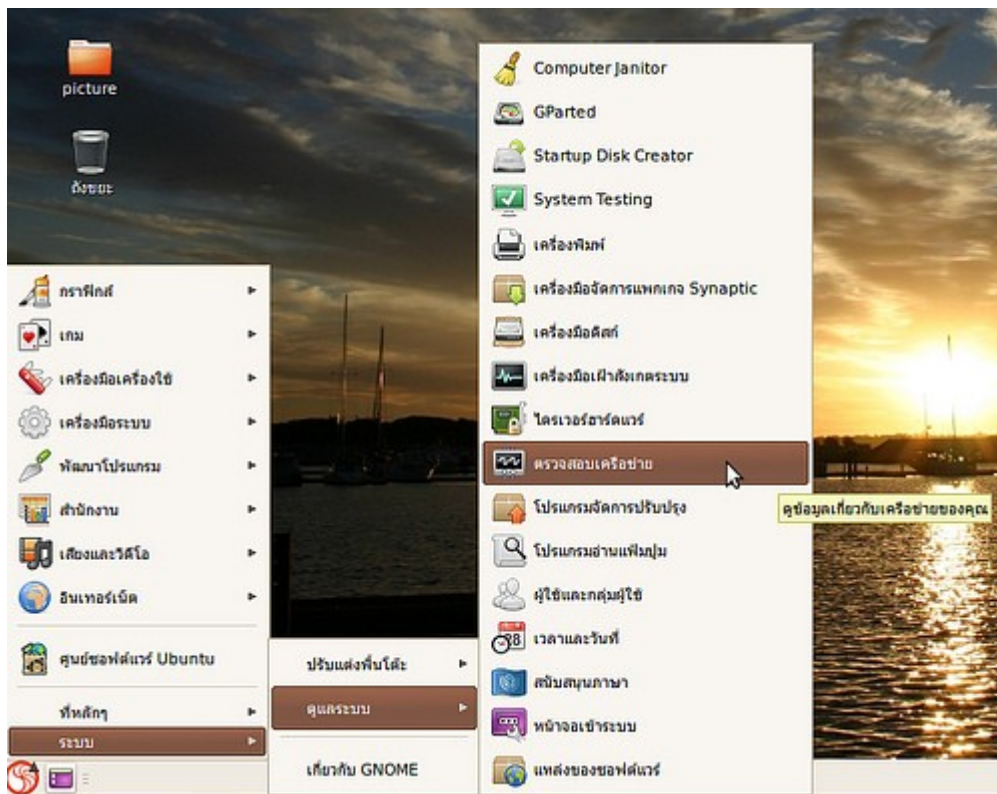 picture
ถังขยะ
กราฟิกส์
เกม
เครื่องมือเครื่องใช้
เครื่องมือระบบ
พัฒนาโปรแกรม
สำนักงาน
เสียงและวิดีโอ
อินเทอร์เน็ต
ศูนย์ซอฟต์แวร์ Ubuntu
ที่หลักๆ
ระบบ
ปรับแต่งพื้นโต๊ะ
ดูแลระบบ
เกี่ยวกับ GNOME
Computer Janitor
GParted
Startup Disk Creator
System Testing
เครื่องพิมพ์
เครื่องมือจัดการแพกเกจ Synaptic
เครื่องมือดิสก์
เครื่องมือเฝ้าสังเกตระบบ
ไดรเวอร์ฮาร์ดแวร์
ตรวจสอบเครือข่าย
โปรแกรมจัดการปรับปรุง
โปรแกรมอ่านแฟ้มปูม
ผู้ใช้และกลุ่มผู้ใช้
เวลาและวันที่
สนับสนุนภาษา
หน้าจอเข้าระบบ
แหล่งของซอฟต์แวร์
ดูข้อมูลเกี่ยวกับเครือข่ายของคุณ
28